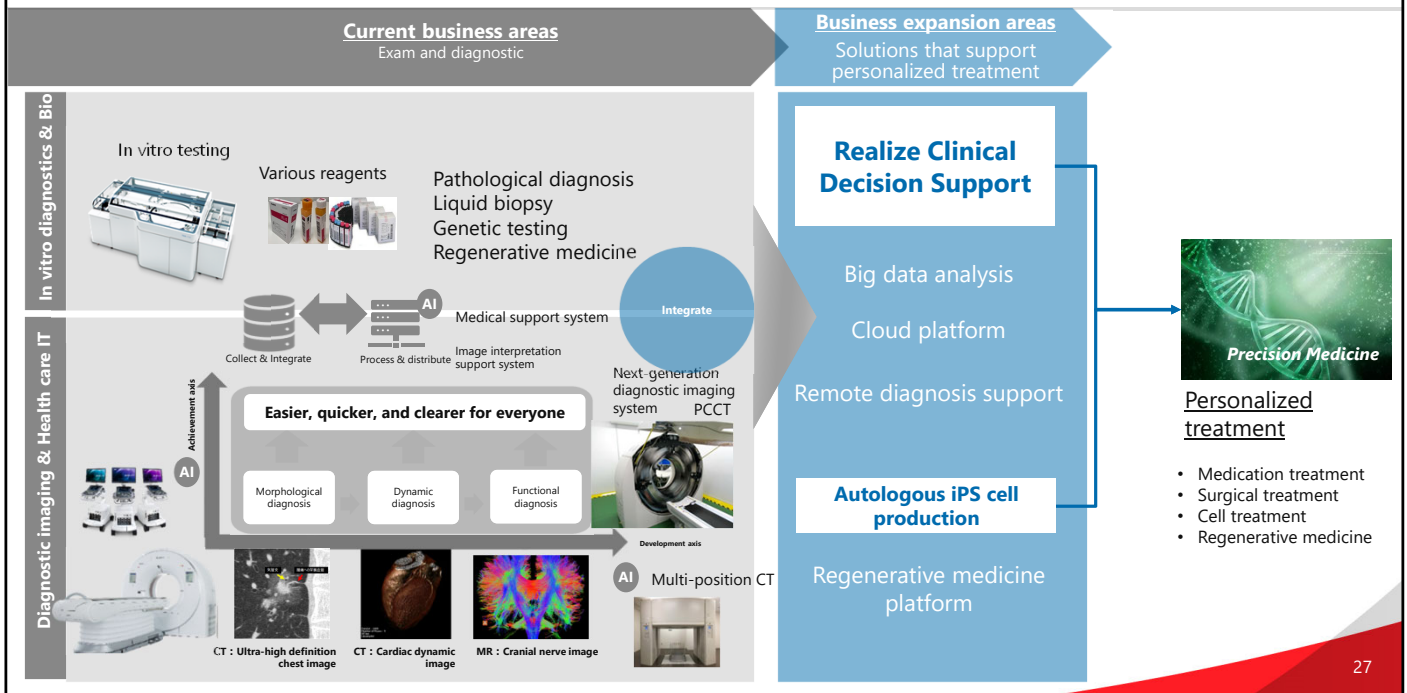 Current business areas
Exam and diagnostic
Business expansion areas
Solutions that support
personalized treatment
In vitro diagnostics & Bio
In vitro testing
Various reagents
Pathological diagnosis
Liquid biopsy
Genetic testing
Regenerative medicine
AI
Collect & Integrate
Process & distribute
Medical support system
Image interpretation
support system
Integrate
Diagnostic imaging & Health care IT
Achievement axis
AI
Easier, quicker, and clearer for everyone
Morphological
diagnosis
Dynamic
diagnosis
Functional
diagnosis
Next-generation
diagnostic imaging
system
PCCT
Development axis
AI
Multi-position CT
CT：Ultra-high definition
chest image
CT：Cardiac dynamic
image
MR：Cranial nerve image
Realize Clinical
Decision Support
Big data analysis
Cloud platform
Remote diagnosis support
Autologous iPS cell
production
Regenerative medicine
platform
Precision Medicine
Personalized
treatment
• Medication treatment
• Surgical treatment
• Cell treatment
• Regenerative medicine
27